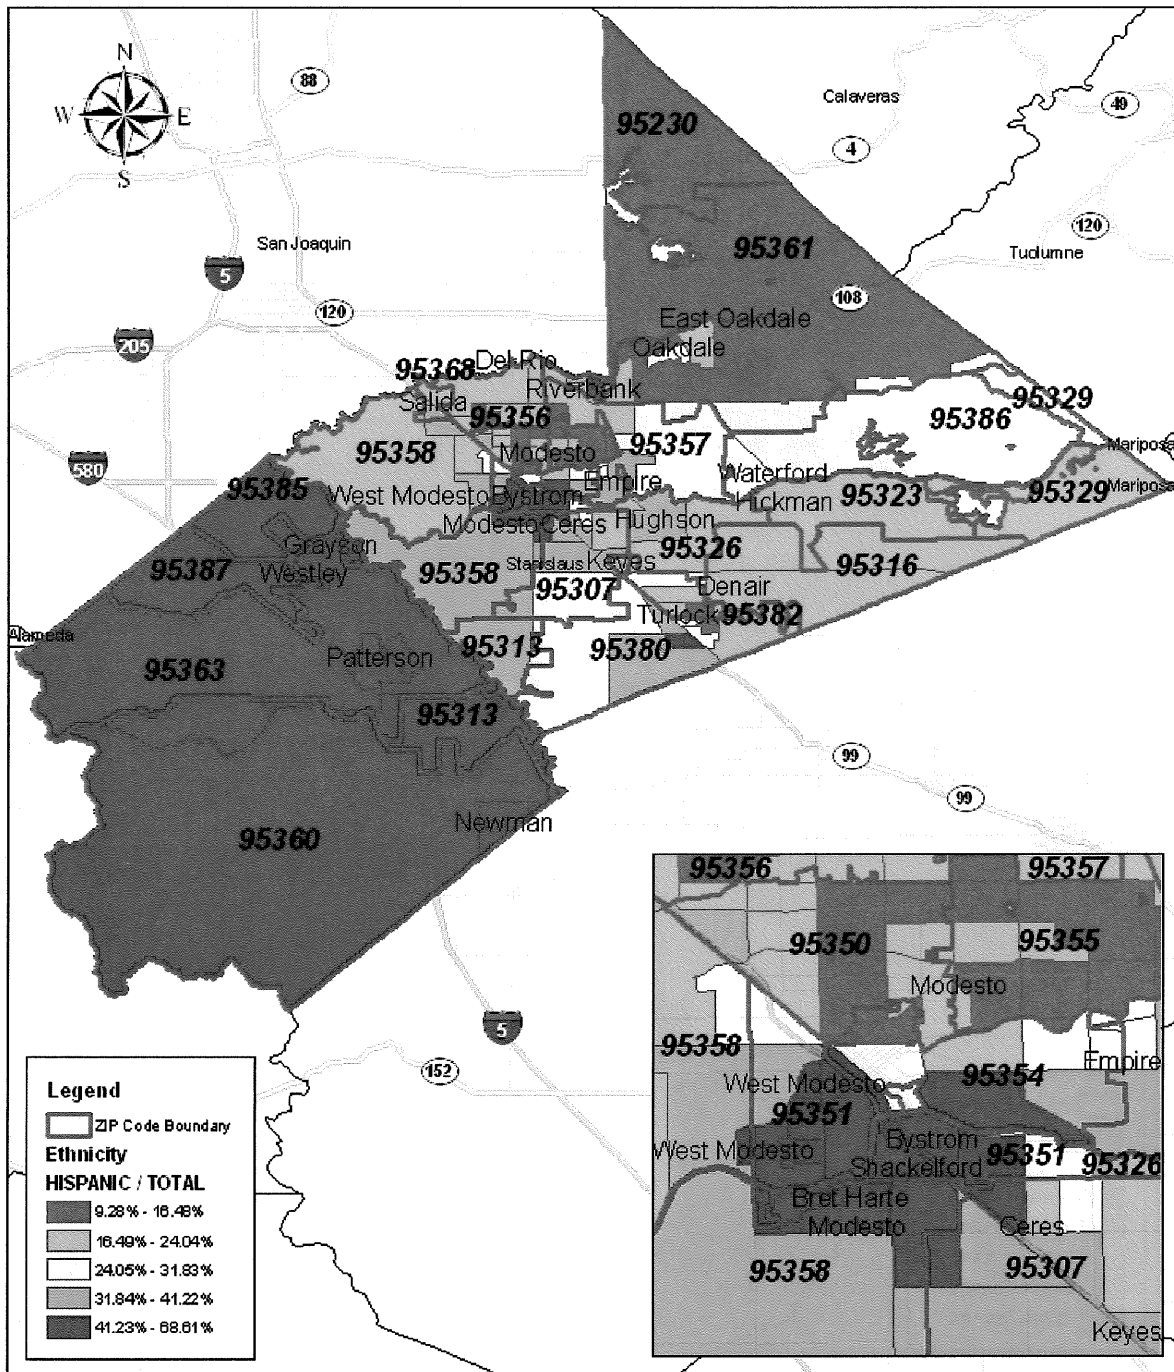 N
W E
S
88
Calaveras
49
4
95230
120
San Joaquin
Tuolumne
5
95361
108
120
205
East Oakdale
Oakdale
Del Rio
95368
Riverbank
95329
Salida
95356
95386
95358
95357
Modesto
Mariposa
580
Waterford
Empire
Mariposa
95385
West Modesto
Bystrom
Hickman
95323
95329
Modesto
Ceres
Hughson
Grayson
95326
Stanislaus
Keyes
95316
95387
Westley
95358
95307
Denair
Turlock
95382
Alameda
95313
95380
Patterson
95363
95313
99
99
Newman
95360
5
152
95356
95357
95350
95355
Modesto
95358
Empire
95354
West Modesto
95351
Bystrom
West Modesto
95351
95326
Shackelford
Bret Harte
Modesto
Ceres
95358
95307
Keyes
Legend
ZIP Code Boundary
Ethnicity
HISPANIC / TOTAL
9.28% - 16.48%
16.49% - 24.04%
24.05% - 31.83%
31.84% - 41.22%
41.23% - 68.61%